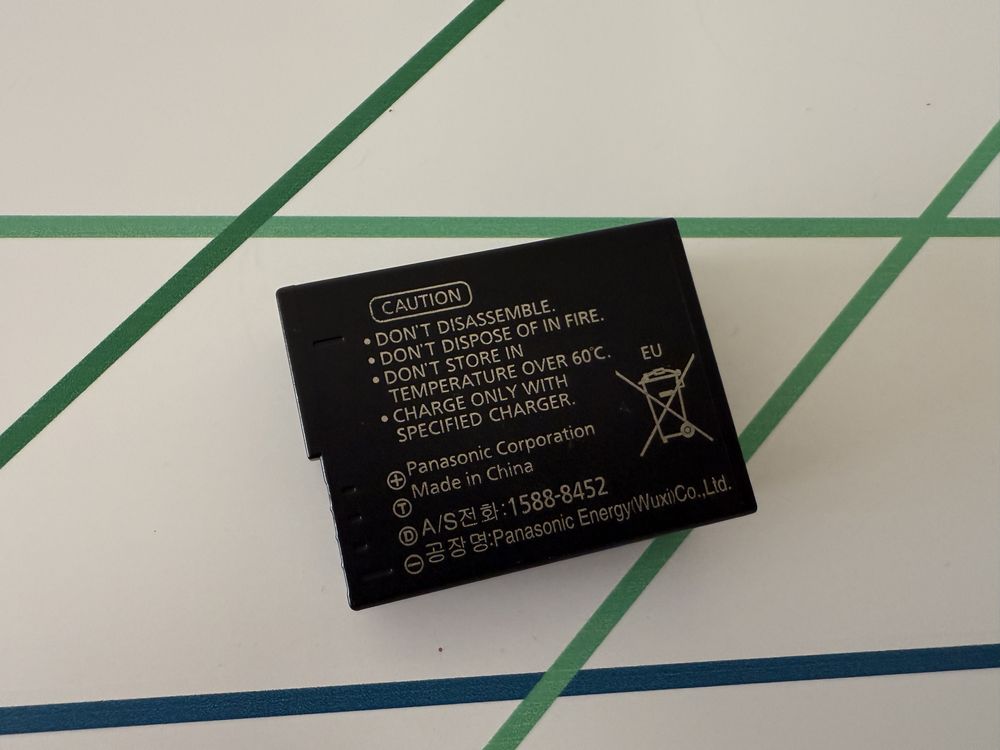 CAUTION
•DON'T DISASSEMBLE.
•DON'T DISPOSE OF IN FIRE.
•DON'T STORE IN
TEMPERATURE OVER 60℃.
•CHARGE ONLY WITH
SPECIFIED CHARGER.
EU
⊕Panasonic Corporation
Ⓣ Made in China
Ⓓ A/S전화:1588-8452
⊖공장명:Panasonic Energy(Wuxi)Co.,Ltd.